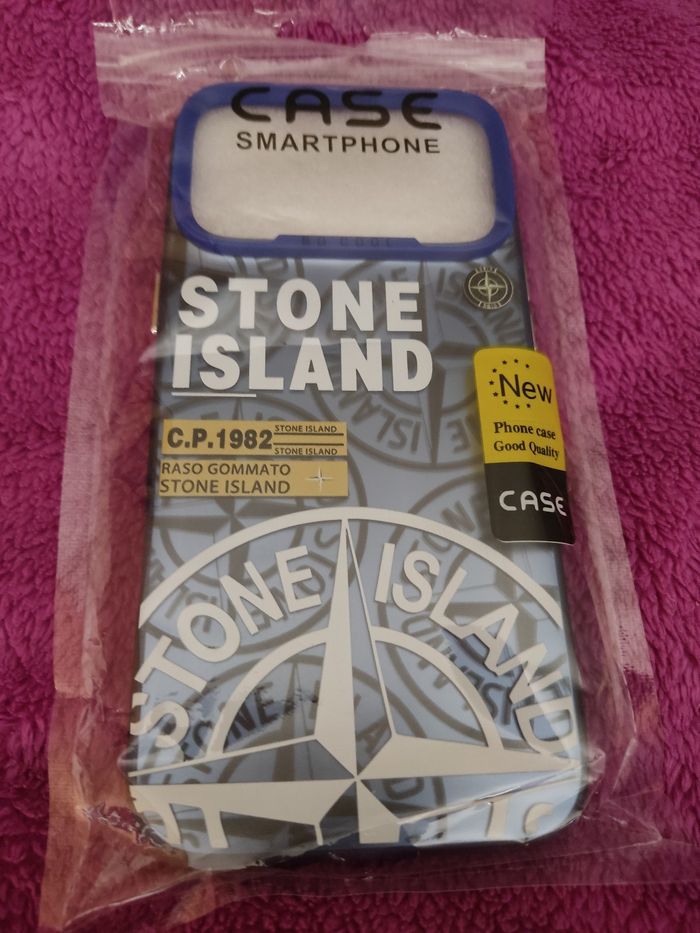 CASE
SMARTPHONE
STONE
ISLAND
C.P.1982
STONE ISLAND
STONE ISLAND
RASO GOMMATO
STONE ISLAND
New
Phone case
Good Quality
CASE
STONE ISLAND